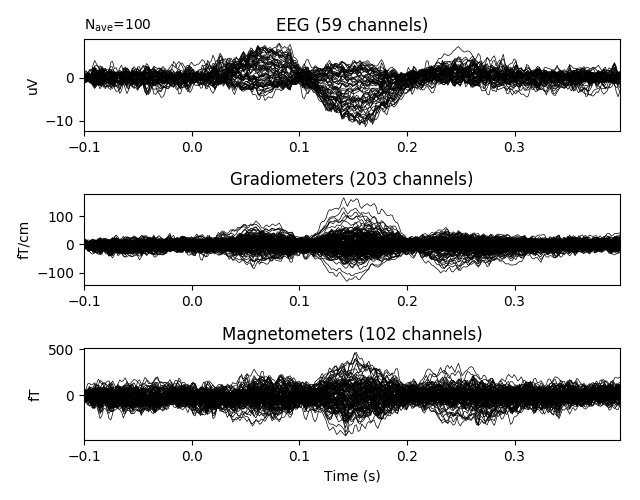 N_ave=100
EEG (59 channels)
uV
0
−10
−0.1 0.0 0.1 0.2 0.3
Gradiometers (203 channels)
fT/cm
100
0
−100
−0.1 0.0 0.1 0.2 0.3
Magnetometers (102 channels)
fT
500
0
−0.1 0.0 0.1 0.2 0.3
Time (s)